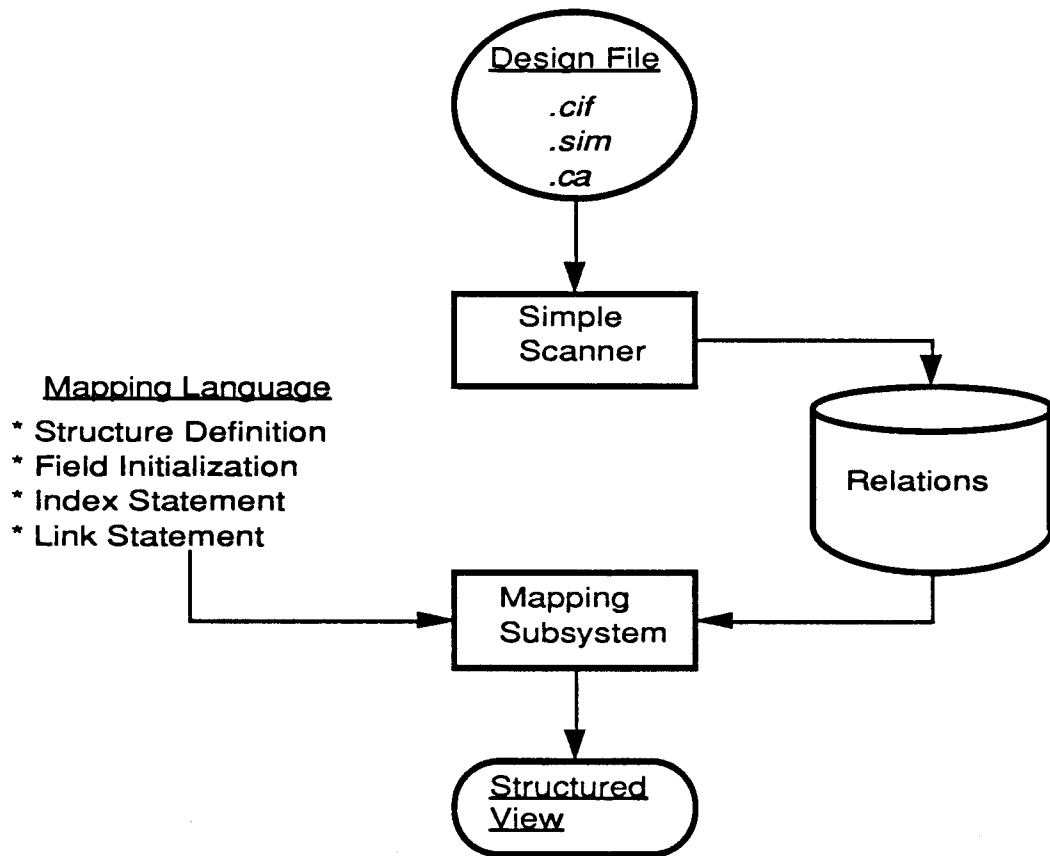 Design File
.cif
.sim
.ca
Simple
Scanner
Mapping Language
* Structure Definition
* Field Initialization
* Index Statement
* Link Statement
Relations
Mapping
Subsystem
Structured
View